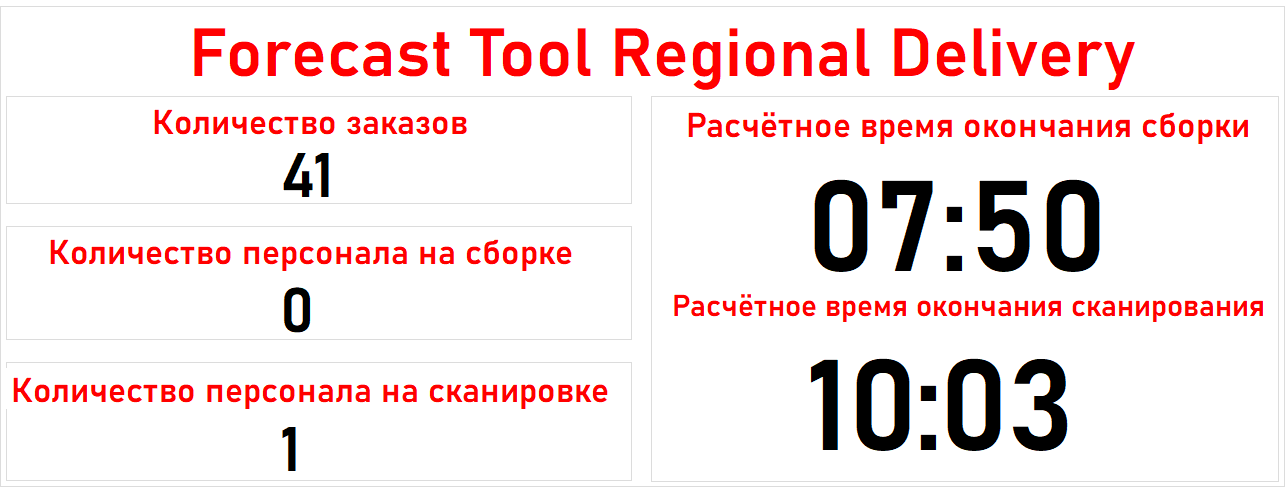 Forecast Tool Regional Delivery
Количество заказов
41
Количество персонала на сборке
0
Количество персонала на сканировке
1
Расчётное время окончания сборки
07:50
Расчётное время окончания сканирования
10:03